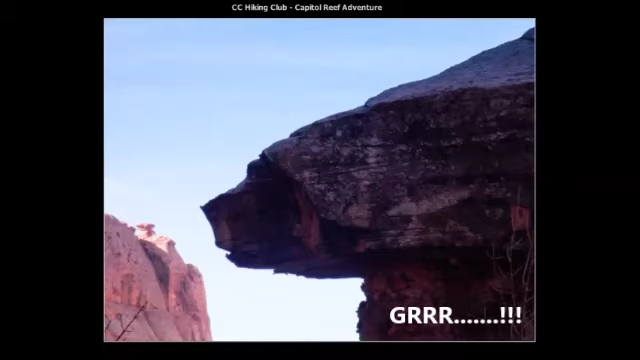 CC Hiking Club - Capitol Reef Adventure
GRRR.......!!!